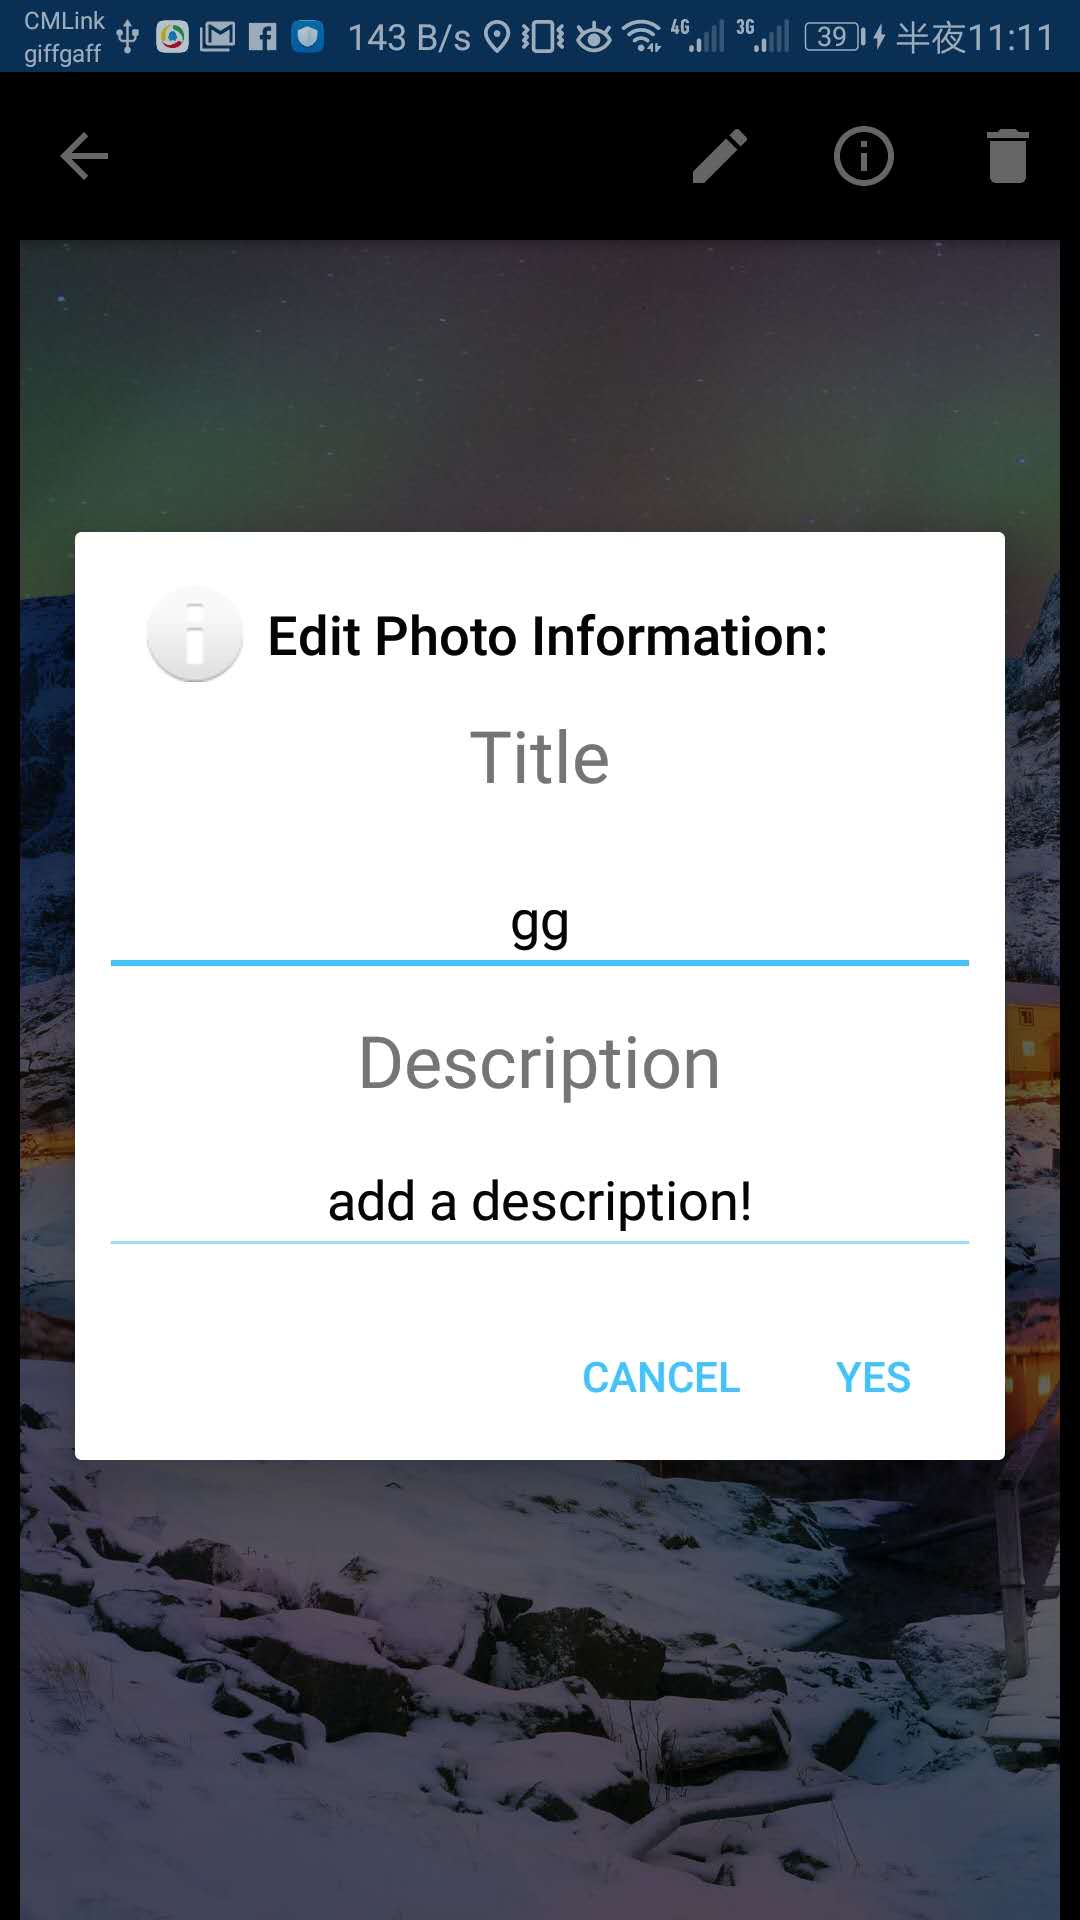 CMLink
giffgaff
143 B/s 4G 3G 39 半夜11:11
Edit Photo Information:
Title
gg
Description
add a description!
CANCEL YES